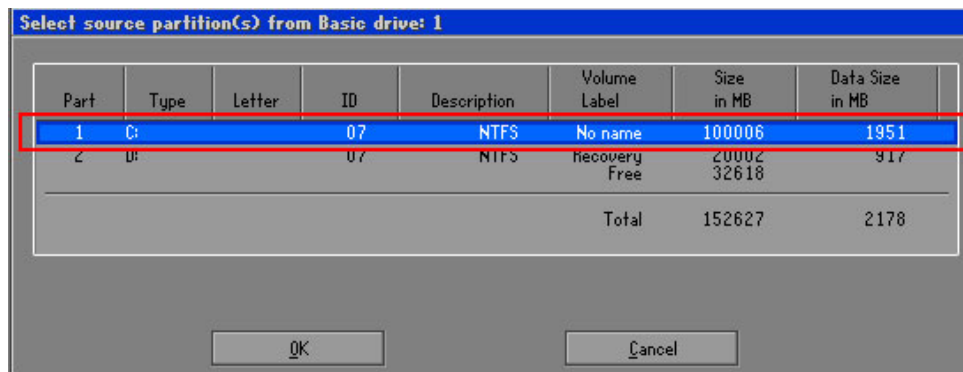 Select source partition(s) from Basic drive: 1
Part Type Letter ID Description Volume Label Size in MB Data Size in MB
1 C: 07 NTFS No name 100006 1951
2 D: 07 NTFS Recovery 20002 917
Free 32618
Total 152627 2178
OK Cancel